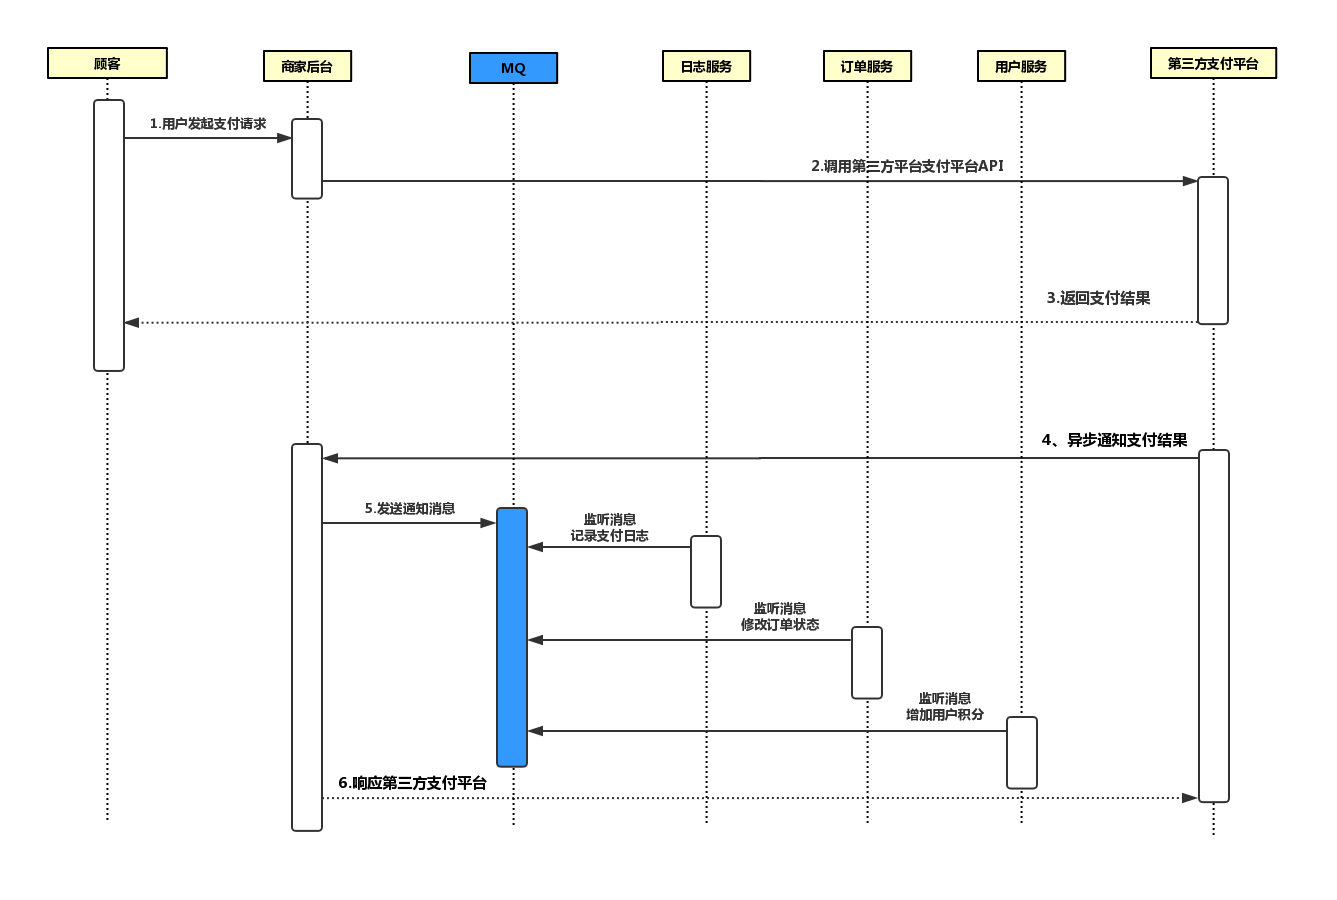 顾客
商家后台
MQ
日志服务
订单服务
用户服务
第三方支付平台
1.用户发起支付请求
2.调用第三方平台支付平台API
3.返回支付结果
4、异步通知支付结果
5.发送通知消息
监听消息
记录支付日志
监听消息
修改订单状态
监听消息
增加用户积分
6.响应第三方支付平台